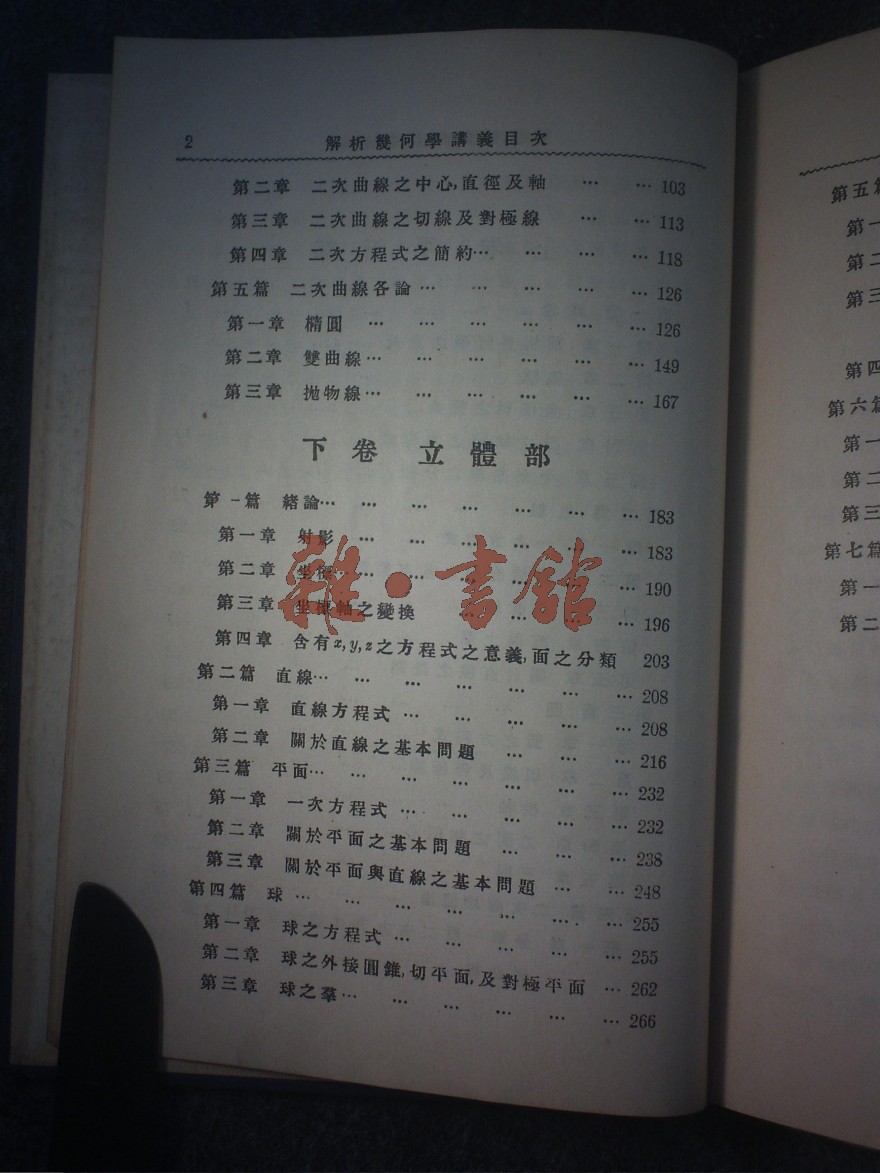 2 解析幾何學講義目次
第二章 二次曲線之中心,直徑及軸 … … 103
第三章 二次曲線之切線及對極線 … … 113
第四章 二次方程式之簡約… … … … 118
第五篇 二次曲線各論 … … … … … 126
第一章 橢圓 … … … … … … 126
第二章 雙曲線… … … … … … 149
第三章 拋物線… … … … … … 167
下卷 立體部
第一篇 緒論… … … … … … … 183
第一章 射影 … … … … … … 183
第二章 坐標… … … … … … 190
第三章 坐標軸之變換 … … … … 196
第四章 含有x,y,z之方程式之意義,面之分類 203
第二篇 直線… … … … … … … 208
第一章 直線方程式 … … … … … 208
第二章 關於直線之基本問題 … … … 216
第三篇 平面… … … … … … … 232
第一章 一次方程式 … … … … … 232
第二章 關於平面之基本問題 … … … 238
第三章 關於平面與直線之基本問題 … … 248
第四篇 球 … … … … … … … 255
第一章 球之方程式 … … … … … 255
第二章 球之外接圓錐,切平面,及對極平面 … 262
第三章 球之羣… … … … … … 266
雜·書館
第五篇
第一
第二
第三
第四
第六篇
第一
第二
第三
第七篇
第一
第二